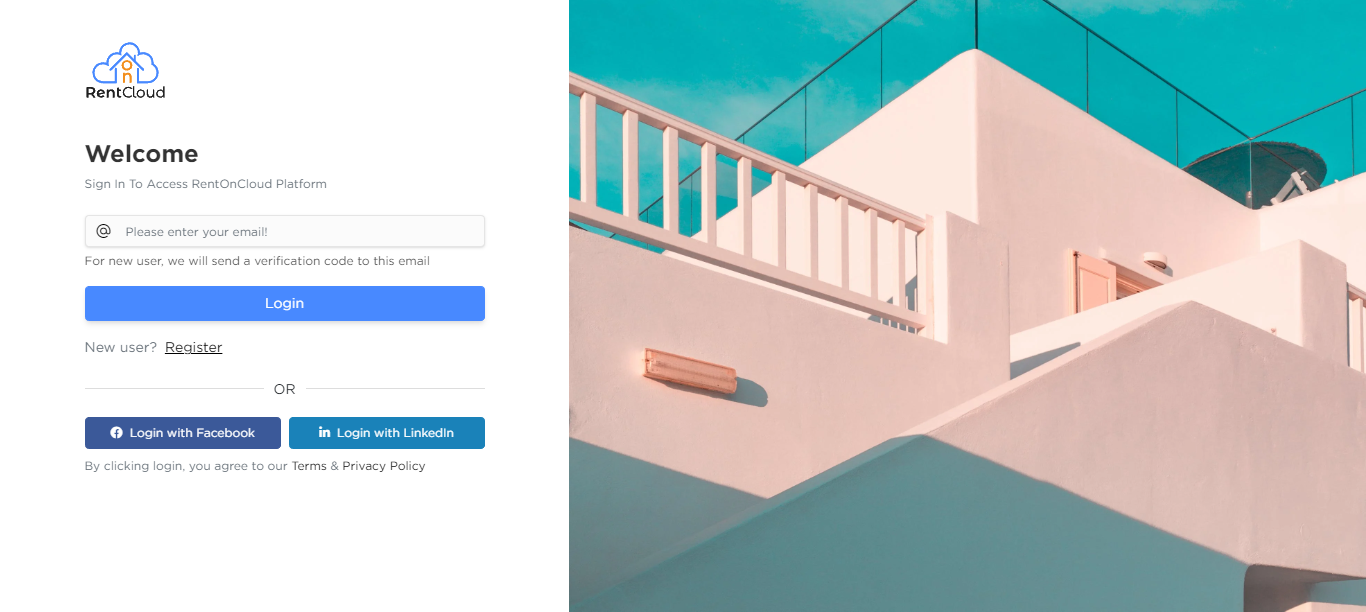 on
RentCloud
Welcome
Sign In To Access RentOnCloud Platform
Please enter your email!
For new user, we will send a verification code to this email
Login
New user? Register
OR
Login with Facebook
Login with LinkedIn
By clicking login, you agree to our Terms & Privacy Policy